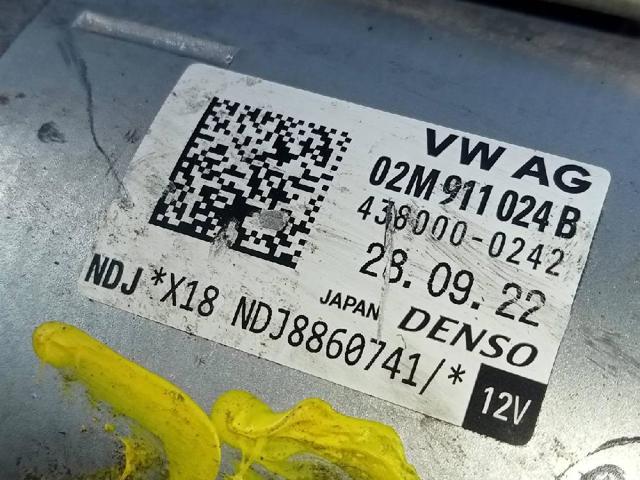 VW AG
02M 911 024 B
438000-0242
28.09.22
JAPAN DENSO
NDJ *X18 NDJ8860741/*
12V